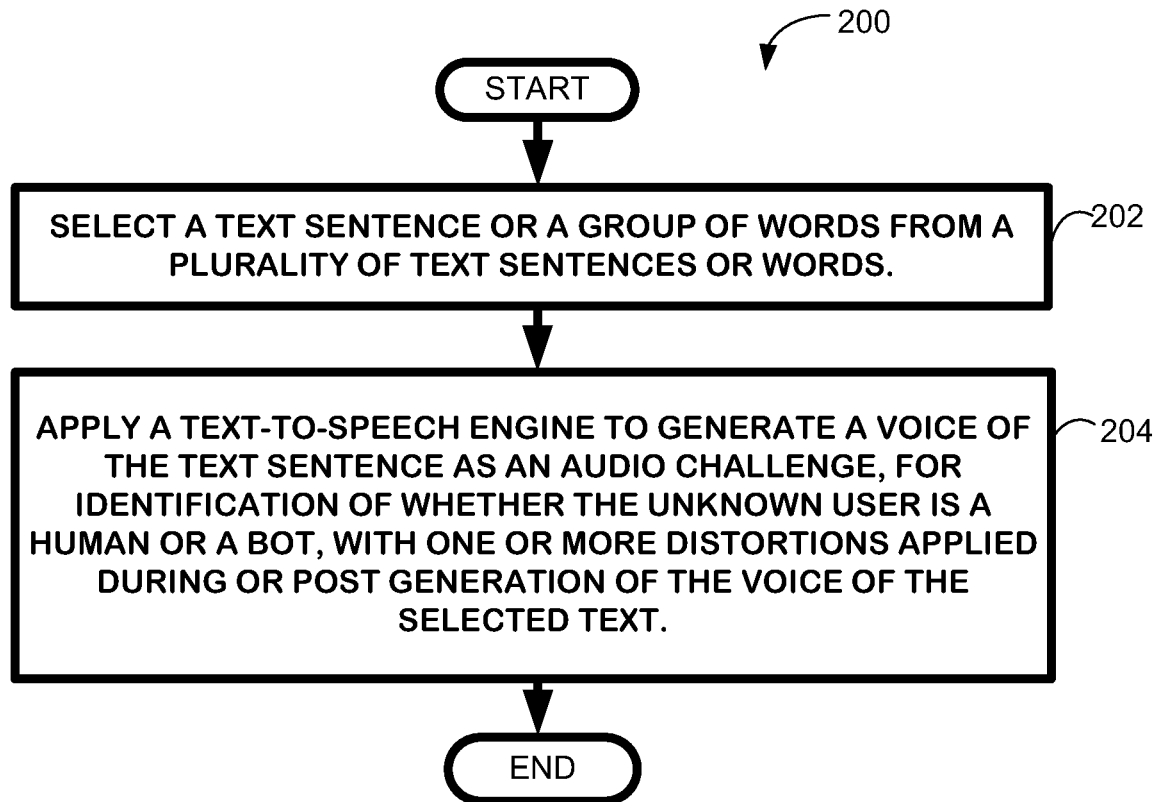 200
START
SELECT A TEXT SENTENCE OR A GROUP OF WORDS FROM A
PLURALITY OF TEXT SENTENCES OR WORDS.
202
APPLY A TEXT-TO-SPEECH ENGINE TO GENERATE A VOICE OF
THE TEXT SENTENCE AS AN AUDIO CHALLENGE, FOR
IDENTIFICATION OF WHETHER THE UNKNOWN USER IS A
HUMAN OR A BOT, WITH ONE OR MORE DISTORTIONS APPLIED
DURING OR POST GENERATION OF THE VOICE OF THE
SELECTED TEXT.
204
END